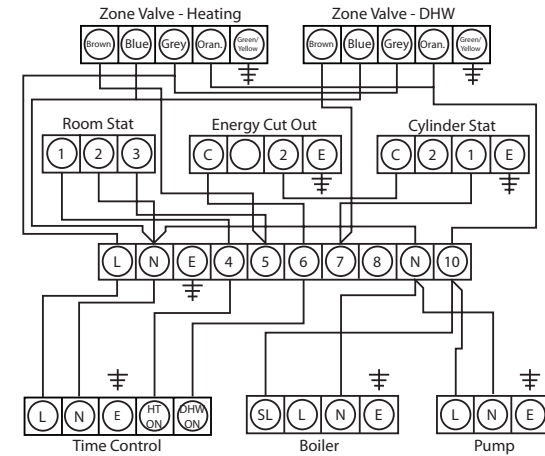 Zone Valve - Heating
Zone Valve - DHW
Brown Blue Grey Oran. Green/Yellow
Brown Blue Grey Oran. Green/Yellow
Room Stat
Energy Cut Out
Cylinder Stat
1 2 3
C 2 E
C 2 1 E
L N E 4 5 6 7 8 N 10
L N E HT ON DHW ON
SL L N E
L N E
Time Control
Boiler
Pump